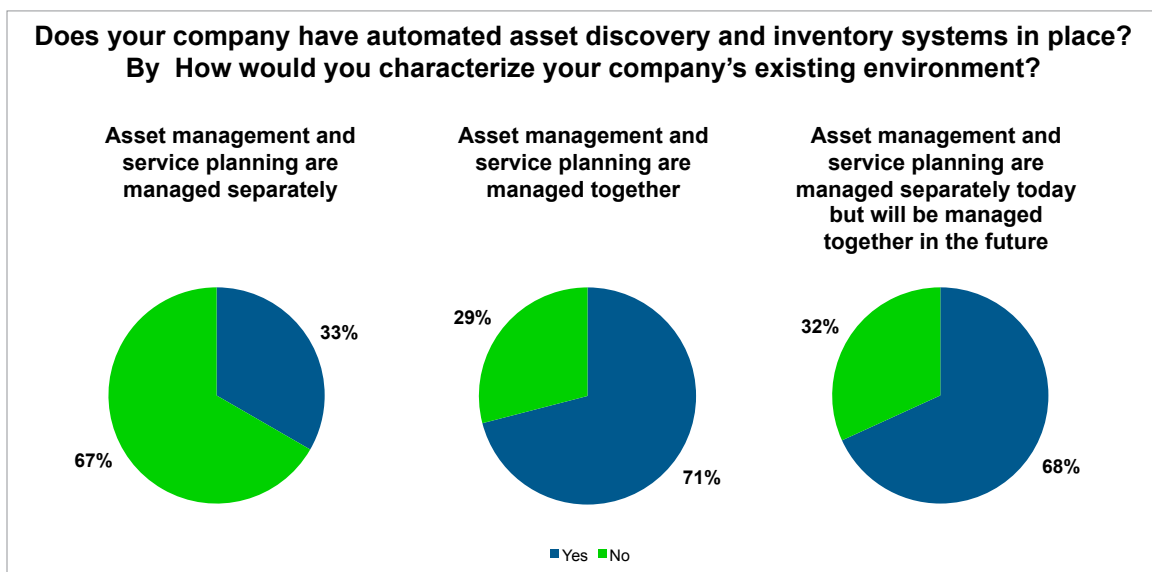 Does your company have automated asset discovery and inventory systems in place?
By  How would you characterize your company’s existing environment?
Asset management and
service planning are
managed separately
Asset management and
service planning are
managed together
Asset management and
service planning are
managed separately today
but will be managed
together in the future
33%
67%
29%
71%
32%
68%
Yes No